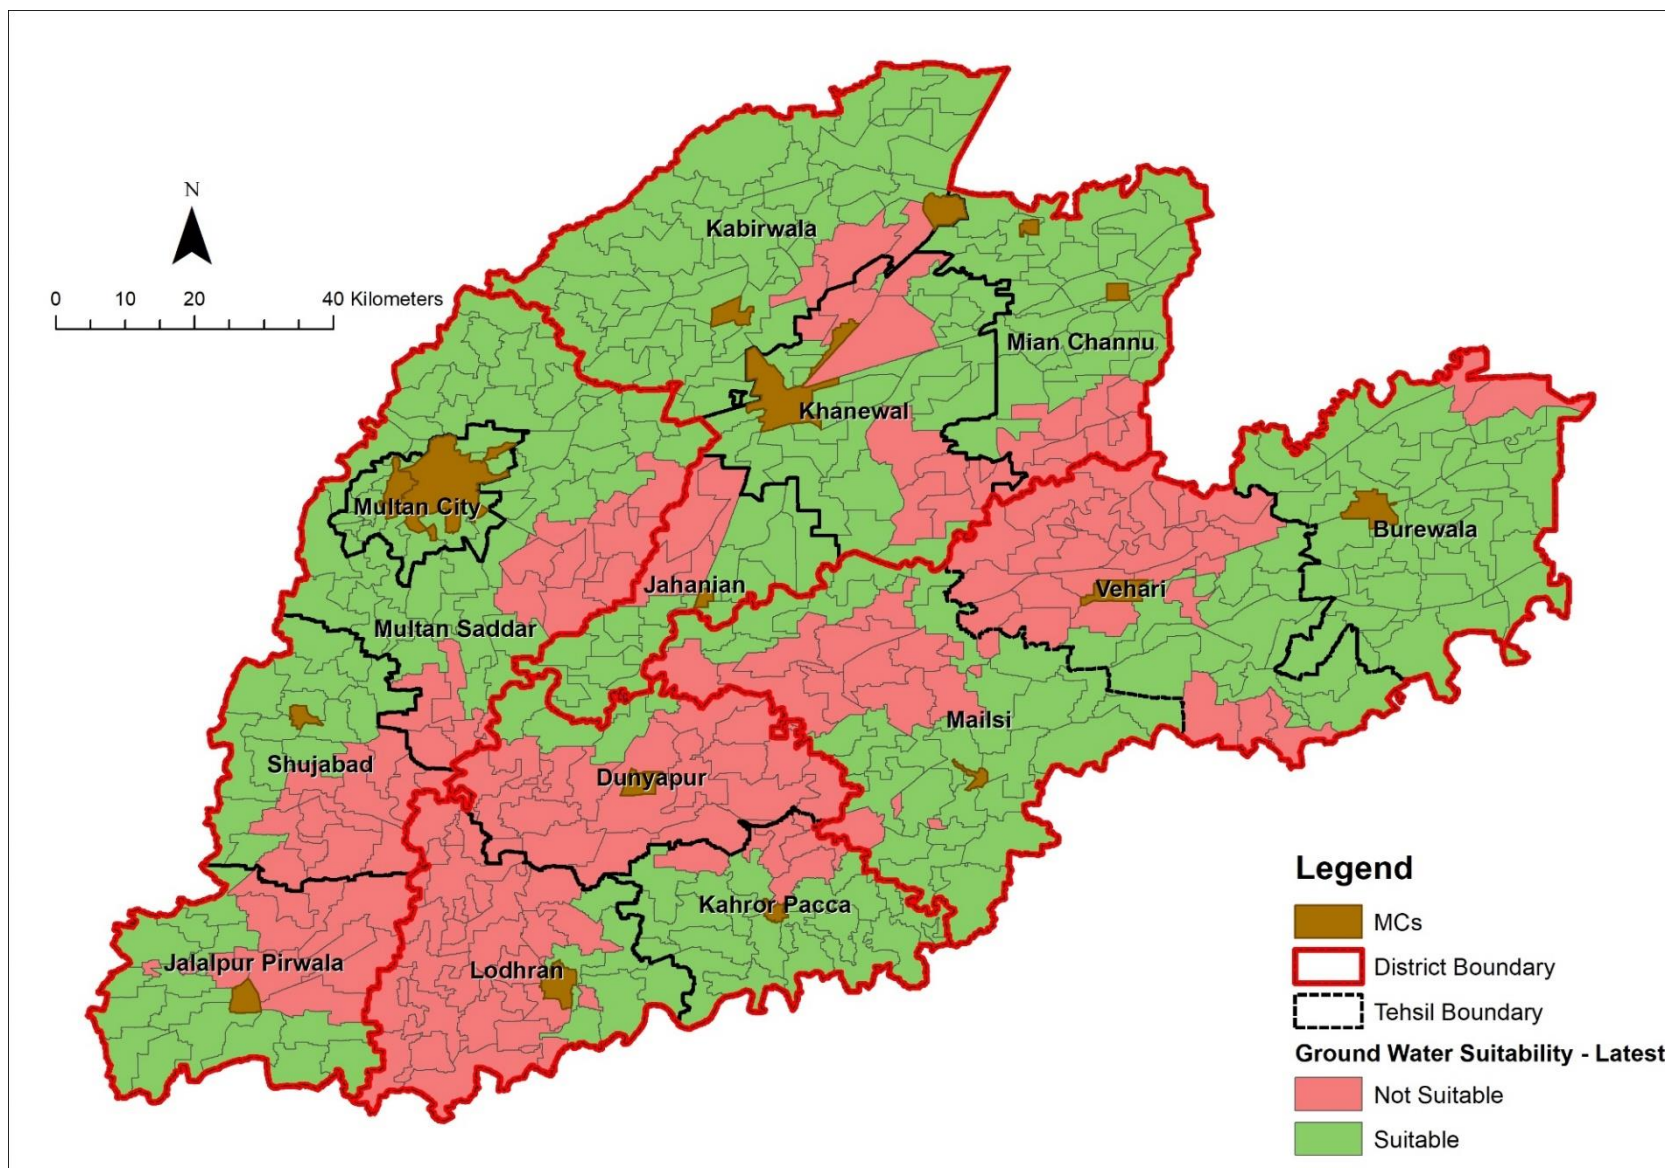 N
0 10 20 40 Kilometers
Kabirwala
Mian Channu
Khanewal
Multan City
Burewala
Jahanian
Vehari
Multan Saddar
Mailsi
Shujabad
Dunyapur
Kahror Pacca
Jalalpur Pirwala
Lodhran
Legend
MCs
District Boundary
Tehsil Boundary
Ground Water Suitability - Latest
Not Suitable
Suitable